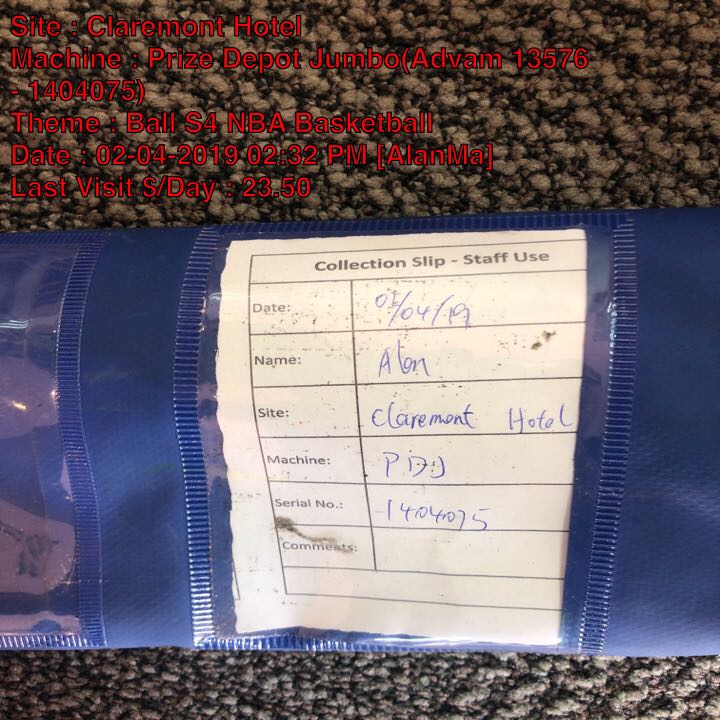 Site : Claremont Hotel
Machine : Prize Depot Jumbo(Advam 13576
- 1404075)
Theme : Ball S4 NBA Basketball
Date : 02-04-2019 02:32 PM [AlanMa]
Last Visit $/Day : 23.50
Collection Slip - Staff Use
Date: 02/04/19
Name: Alan
Site: Claremont Hotel
Machine: PDJ
Serial No.: 1404075
Comments: